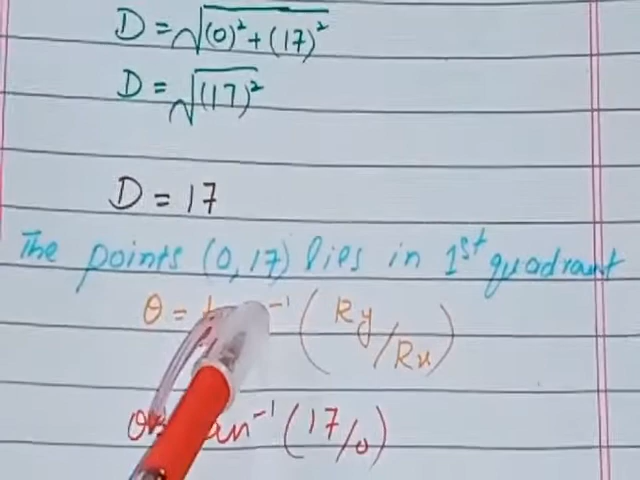 D = √(0)² + (17)²
D = √(17)²
D = 17
The points (0,17) lies in 1st quadrant
θ = ⁻¹ (Ry/Rx)
θ = tan⁻¹ (17/0)